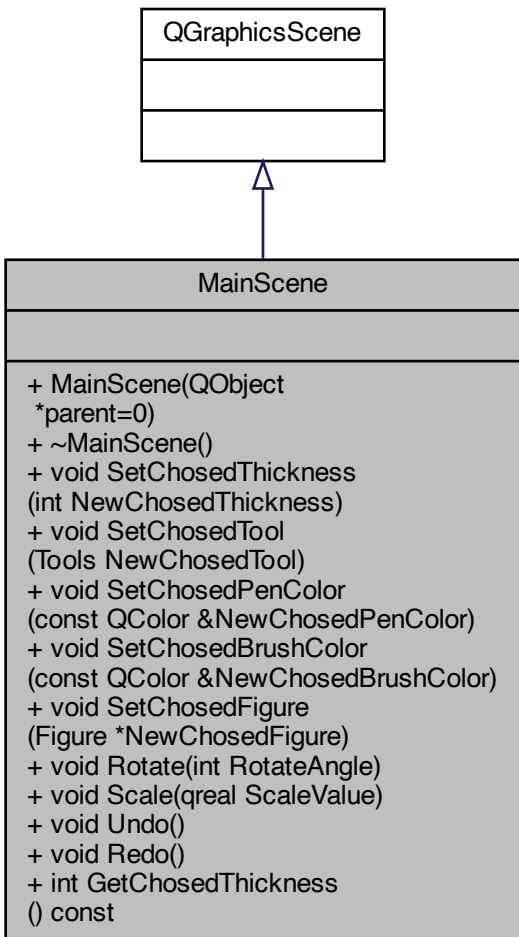 QGraphicsScene
MainScene
+ MainScene(QObject
*parent=0)
+ ~MainScene()
+ void SetChosedThickness
(int NewChosedThickness)
+ void SetChosedTool
(Tools NewChosedTool)
+ void SetChosedPenColor
(const QColor &NewChosedPenColor)
+ void SetChosedBrushColor
(const QColor &NewChosedBrushColor)
+ void SetChosedFigure
(Figure *NewChosedFigure)
+ void Rotate(int RotateAngle)
+ void Scale(qreal ScaleValue)
+ void Undo()
+ void Redo()
+ int GetChosedThickness
() const